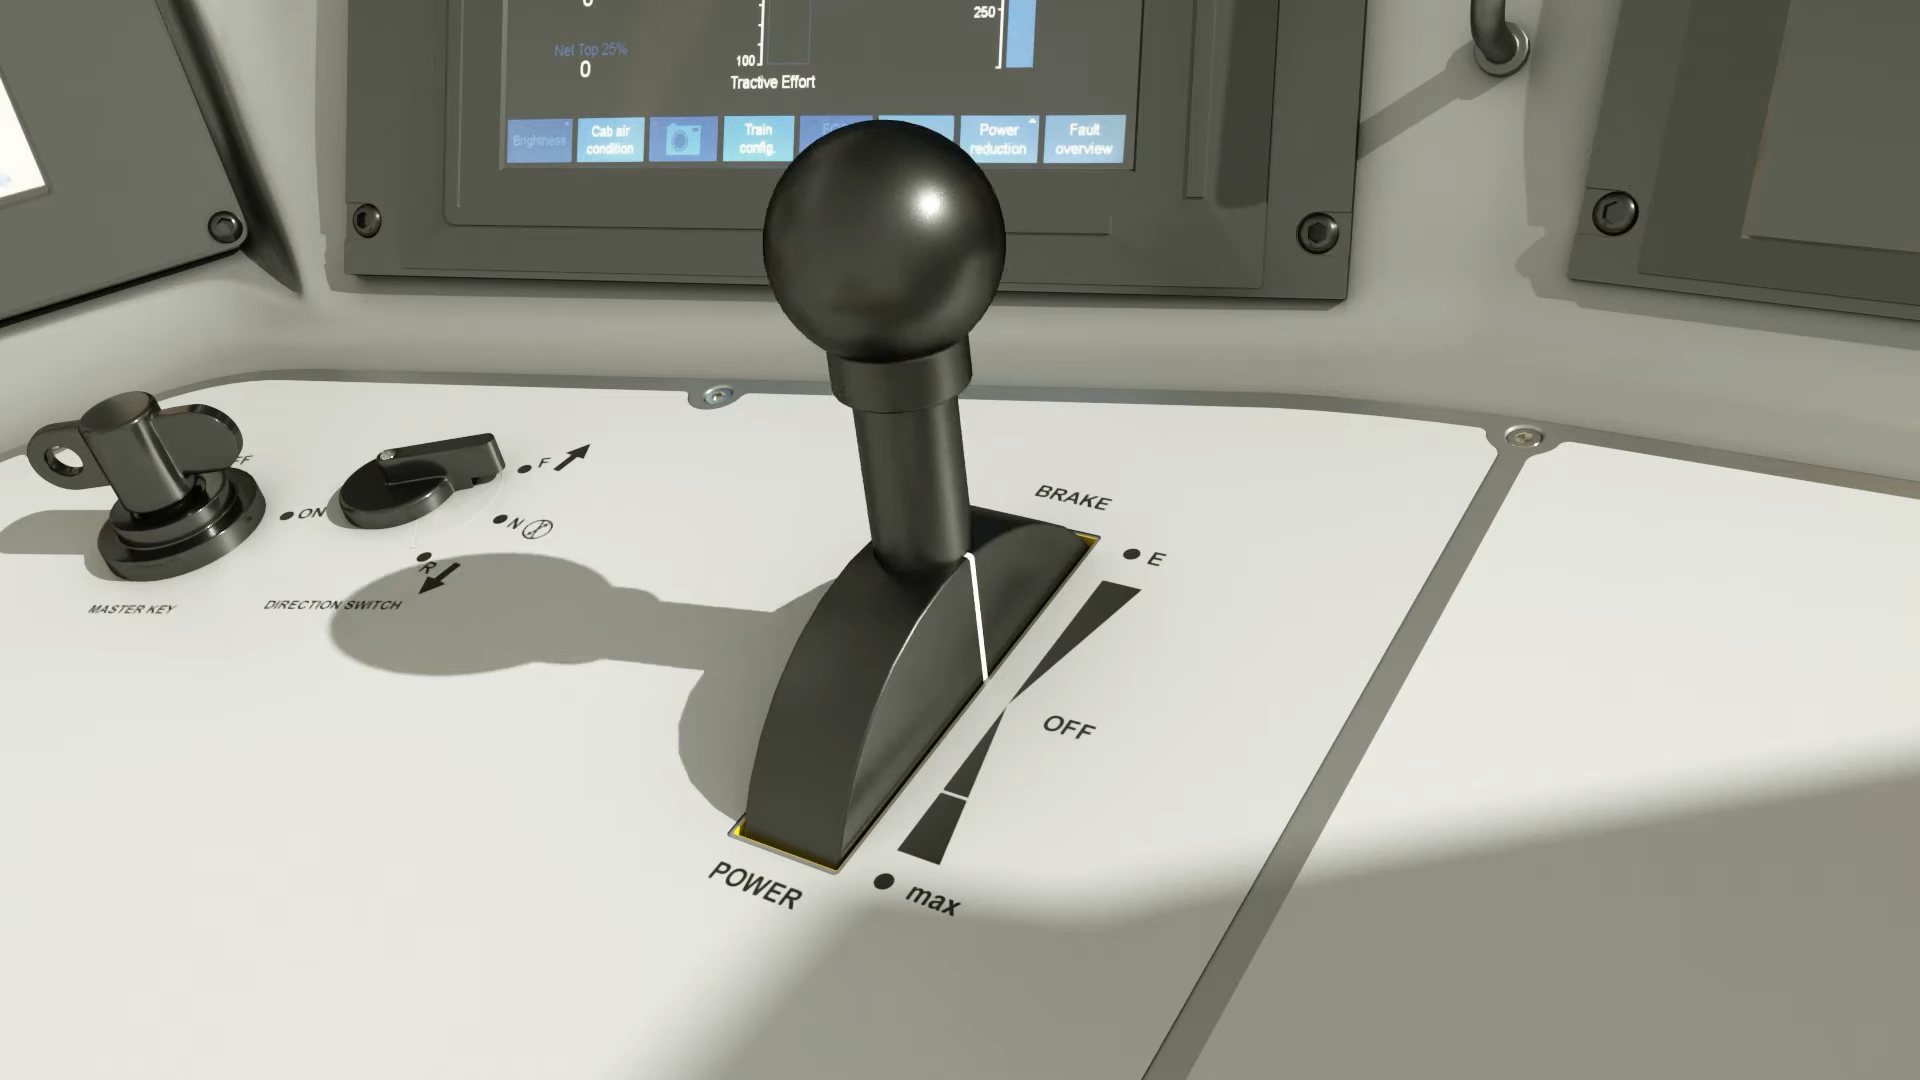 0
Net Top 25%
0
100
Tractive Effort
250
Brightness
Cab air
condition
Train
config.
Power
reduction
Fault
overview
ON
F
N
R
MASTER KEY
DIRECTION SWITCH
BRAKE
E
OFF
POWER
max